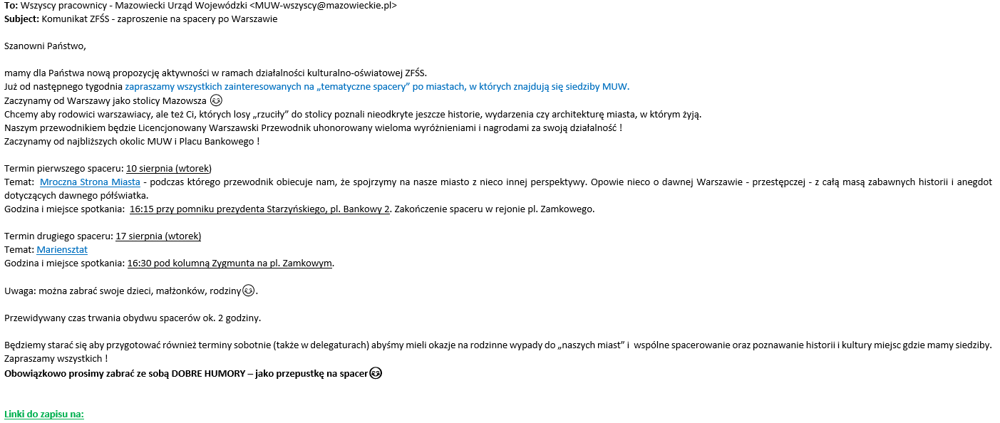 To: Wszyscy pracownicy - Mazowiecki Urząd Wojewódzki <MUW-wszyscy@mazowieckie.pl>
Subject: Komunikat ZFŚS - zaproszenie na spacery po Warszawie
Szanowni Państwo,
mamy dla Państwa nową propozycję aktywności w ramach działalności kulturalno-oświatowej ZFŚS.
Już od następnego tygodnia zapraszamy wszystkich zainteresowanych na „tematyczne spacery” po miastach, w których znajdują się siedziby MUW.
Zaczynamy od Warszawy jako stolicy Mazowsza 😊
Chcemy aby rodowici warszawiacy, ale też Ci, których losy „rzuciły” do stolicy poznali nieodkryte jeszcze historie, wydarzenia czy architekturę miasta, w którym żyją.
Naszym przewodnikiem będzie Licencjonowany Warszawski Przewodnik uhonorowany wieloma wyróżnieniami i nagrodami za swoją działalność !
Zaczynamy od najbliższych okolic MUW i Placu Bankowego !
Termin pierwszego spaceru: 10 sierpnia (wtorek)
Temat: Mroczna Strona Miasta - podczas którego przewodnik obiecuje nam, że spojrzymy na nasze miasto z nieco innej perspektywy. Opowie nieco o dawnej Warszawie - przestępczej - z całą masą zabawnych historii i anegdot
dotyczących dawnego półświatka.
Godzina i miejsce spotkania: 16:15 przy pomniku prezydenta Starzyńskiego, pl. Bankowy 2. Zakończenie spaceru w rejonie pl. Zamkowego.
Termin drugiego spaceru: 17 sierpnia (wtorek)
Temat: Mariensztat
Godzina i miejsce spotkania: 16:30 pod kolumną Zygmunta na pl. Zamkowym.
Uwaga: można zabrać swoje dzieci, małżonków, rodziny😊.
Przewidywany czas trwania obydwu spacerów ok. 2 godziny.
Będziemy starać się aby przygotować również terminy sobotnie (także w delegaturach) abyśmy mieli okazje na rodzinne wypady do „naszych miast” i wspólne spacerowanie oraz poznawanie historii i kultury miejsc gdzie mamy siedziby.
Zapraszamy wszystkich !
Obowiązkowo prosimy zabrać ze sobą DOBRE HUMORY – jako przepustkę na spacer😊
Linki do zapisu na: